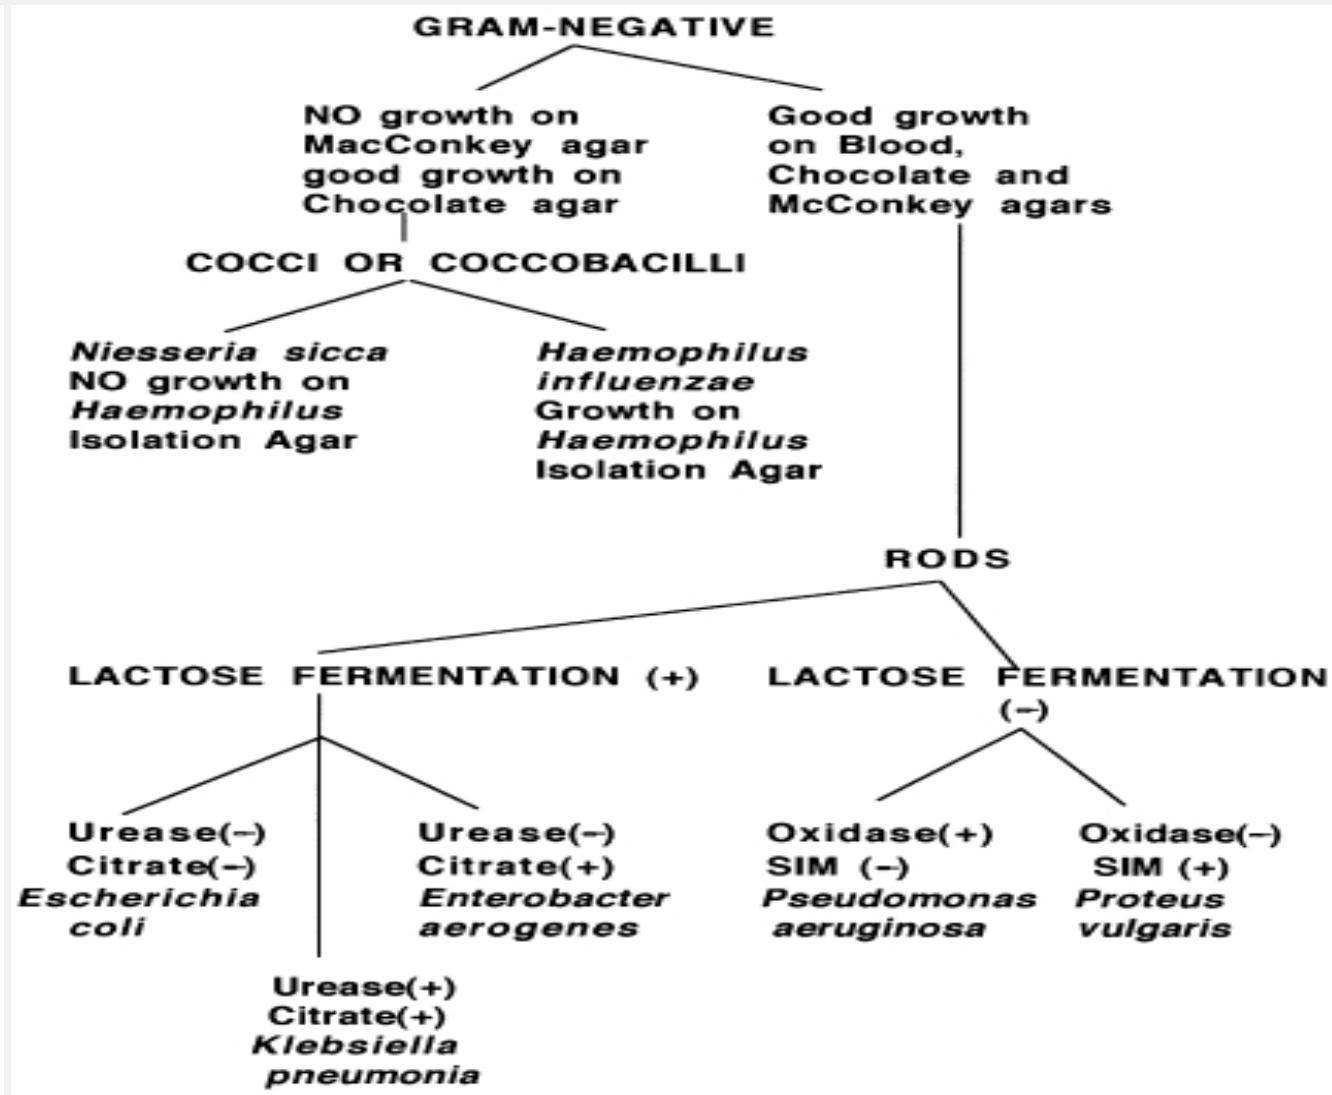 GRAM-NEGATIVE
NO growth on
MacConkey agar
good growth on
Chocolate agar
Good growth
on Blood,
Chocolate and
McConkey agars
COCCI OR COCCOBACILLI
Niesseria sicca
NO growth on
Haemophilus
Isolation Agar
Haemophilus
influenzae
Growth on
Haemophilus
Isolation Agar
RODS
LACTOSE FERMENTATION (+)
LACTOSE FERMENTATION
(–)
Urease(–)
Citrate(–)
Escherichia
coli
Urease(–)
Citrate(+)
Enterobacter
aerogenes
Urease(+)
Citrate(+)
Klebsiella
pneumonia
Oxidase(+)
SIM (–)
Pseudomonas
aeruginosa
Oxidase(–)
SIM (+)
Proteus
vulgaris